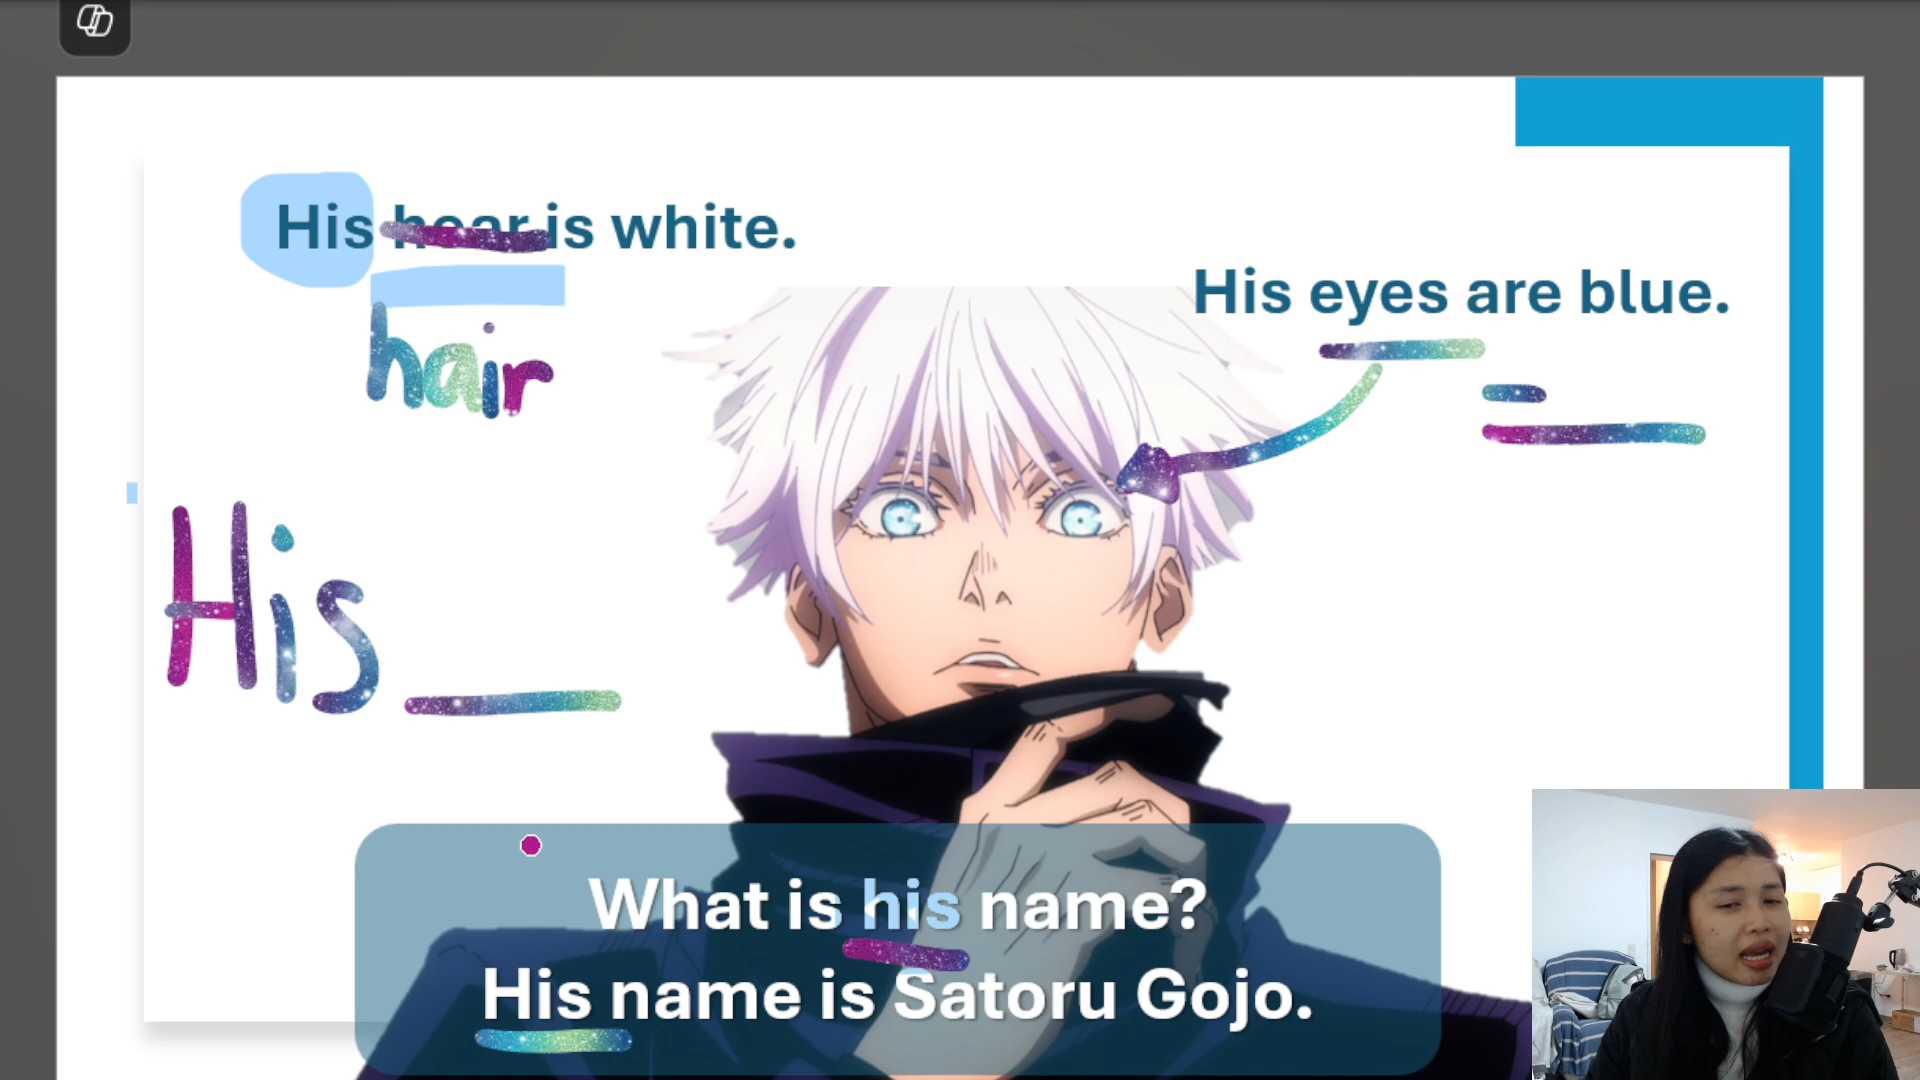 His hear is white.
His eyes are blue.
hair
His
What is his name?
His name is Satoru Gojo.